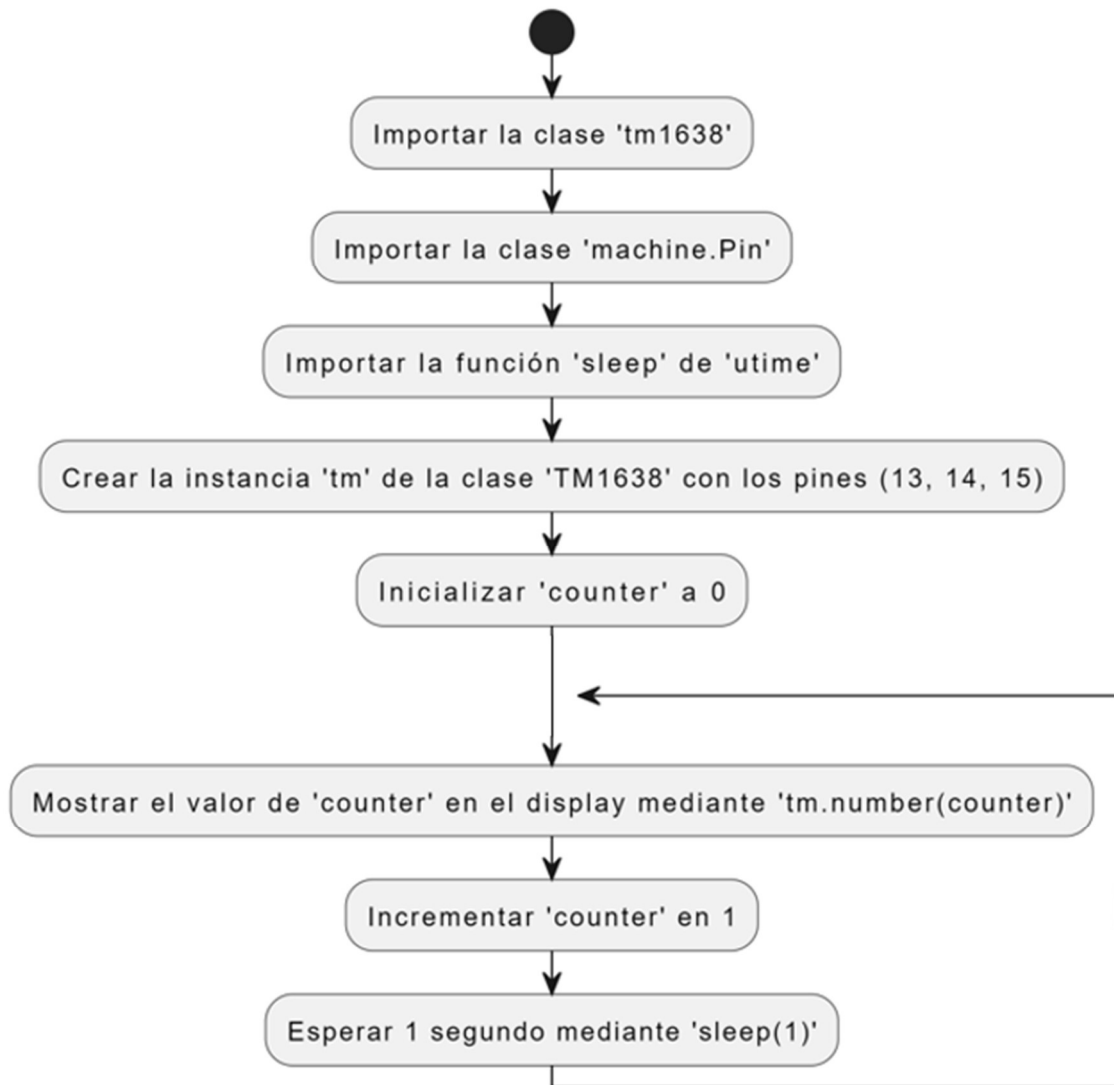 Importar la clase 'tm1638'
Importar la clase 'machine.Pin'
Importar la función 'sleep' de 'utime'
Crear la instancia 'tm' de la clase 'TM1638' con los pines (13, 14, 15)
Inicializar 'counter' a 0
Mostrar el valor de 'counter' en el display mediante 'tm.number(counter)'
Incrementar 'counter' en 1
Esperar 1 segundo mediante 'sleep(1)'